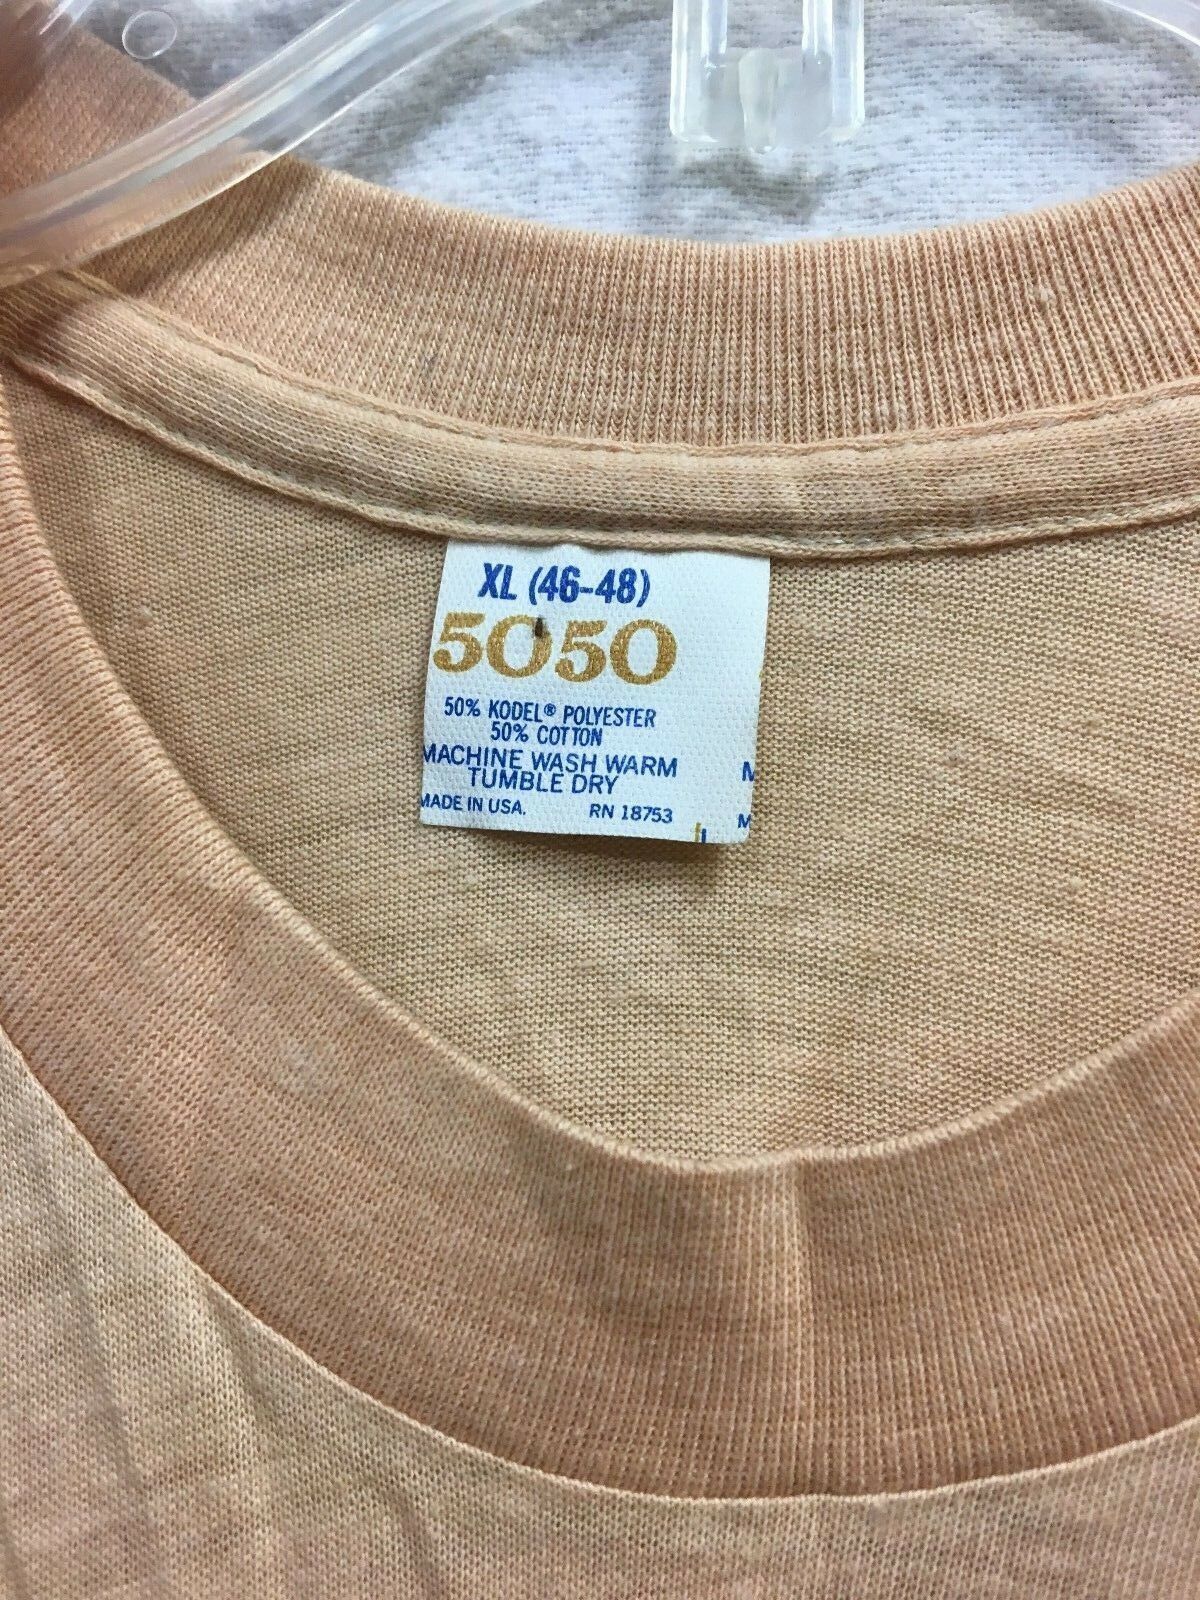 XL (46-48)
5050
50% KODEL® POLYESTER
50% COTTON
MACHINE WASH WARM
TUMBLE DRY
MADE IN USA. RN 18753
M
M